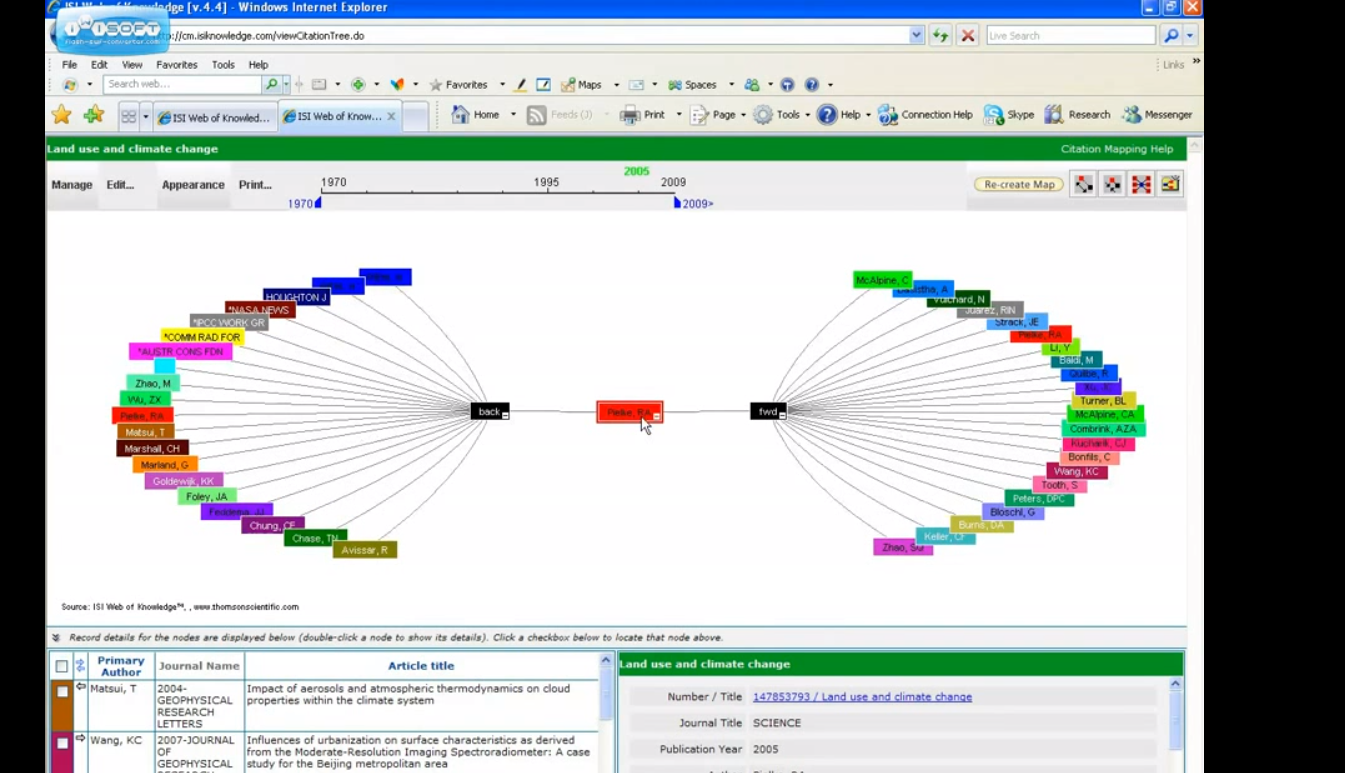 ISI Web of Knowledge [v.4.4] - Windows Internet Explorer
iWiSOFT
flash-swf-converter.com
http://cm.isiknowledge.com/viewCitationTree.do
Live Search
File Edit View Favorites Tools Help
Links »
Search web...
Favorites
Maps
Spaces
ISI Web of Knowled...
ISI Web of Know...
Home
Feeds (J)
Print
Page
Tools
Help
Connection Help
Skype
Research
Messenger
Land use and climate change
Citation Mapping Help
Manage Edit... Appearance Print...
1970 1995 2005 2009
1970
2009>
Re-create Map
HOUGHTON J
*NASA NEWS
*IPCC WORK GR
*COMM RAD FOR
*AUSTR CONS FDN
Zhao, M
Wu, ZX
Pielke, RA
Matsui, T
Marshall, CH
Marland, G
Goldewijk, KK
Foley, JA
Feddema, JJ
Chung, CE
Chase, TN
Avissar, R
back
Pielke, RA
fwd
McAlpine, C
Vuichard, N
Juarez, RIN
Strack, JE
Pielke, RA
Li, Y
Baldi, M
Quilbe, R
Turner, BL
McAlpine, CA
Combrink, AZA
Kucharik, CJ
Bonfils, C
Wang, KC
Tooth, S
Peters, DPC
Bloschl, G
Burns, DA
Keller, CF
Zhao, SQ
Source: ISI Web of Knowledge™, , www.thomsonscientific.com
Record details for the nodes are displayed below (double-click a node to show its details). Click a checkbox below to locate that node above.
Primary Author
Journal Name
Article title
Matsui, T
2004-
GEOPHYSICAL
RESEARCH
LETTERS
Impact of aerosols and atmospheric thermodynamics on cloud
properties within the climate system
Wang, KC
2007-JOURNAL
OF
GEOPHYSICAL
RESEARCH-
Influences of urbanization on surface characteristics as derived
from the Moderate-Resolution Imaging Spectroradiometer: A case
study for the Beijing metropolitan area
Land use and climate change
Number / Title 147853793 / Land use and climate change
Journal Title SCIENCE
Publication Year 2005